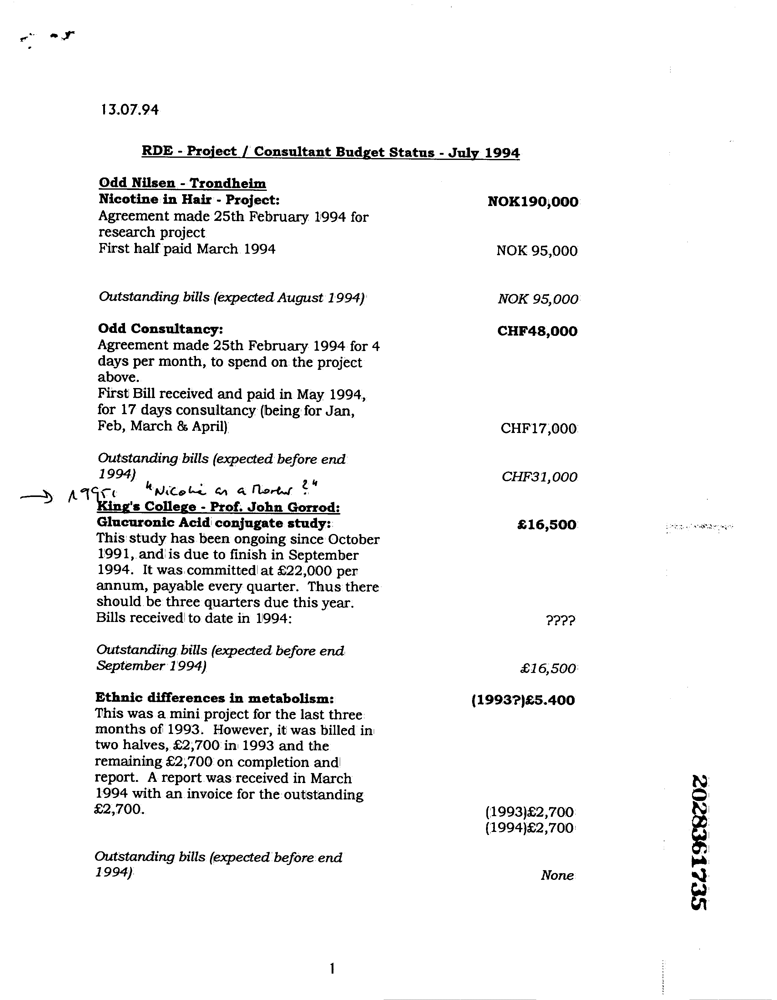 13.07.94
RDE - Project / Consultant Budget Status - July 1994
Odd Nilsen - Trondheim
Nicotine in Hair - Project: NOK190,000
Agreement made 25th February 1994 for
research project
First half paid March 1994 NOK 95,000
Outstanding bills (expected August 1994) NOK 95,000
Odd Consultancy: CHF48,000
Agreement made 25th February 1994 for 4
days per month, to spend on the project
above.
First Bill received and paid in May 1994,
for 17 days consultancy (being for Jan,
Feb, March & April) CHF17,000
Outstanding bills (expected before end
1994) CHF31,000
as a
King's College - Prof. John Gorrod:
Glucuronic Acid conjugate study: £16,500
This study has been ongoing since October
1991, and is due to finish in September
1994. It was committed at £22,000 per
annum, payable every quarter. Thus there
should be three quarters due this year.
Bills received to date in 1994: ????
Outstanding bills (expected before end
September 1994) £16,500
Ethnic differences in metabolism: (1993?)£5.400
This was a mini project for the last three
months of 1993. However, it was billed in
two halves, £2,700 in 1993 and the
remaining £2,700 on completion and
report. A report was received in March
1994 with an invoice for the outstanding
£2,700. (1993)£2,700
(1994)£2,700
Outstanding bills (expected before end
1994) None
2028361735
1